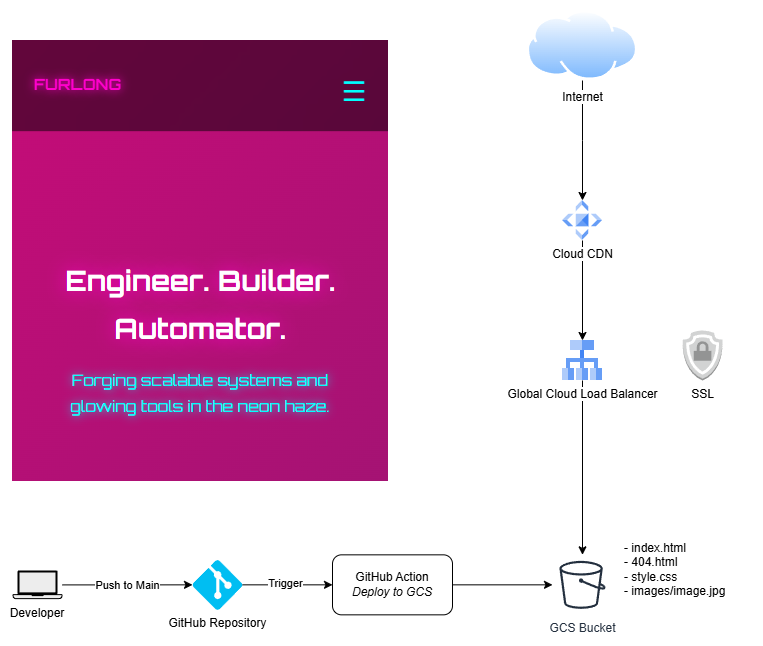 FURLONG
Engineer. Builder.
Automator.
Forging scalable systems and
glowing tools in the neon haze.
Internet
Cloud CDN
Global Cloud Load Balancer
SSL
- index.html
- 404.html
- style.css
- images/image.jpg
GCS Bucket
Developer
Push to Main
GitHub Repository
Trigger
GitHub Action
Deploy to GCS